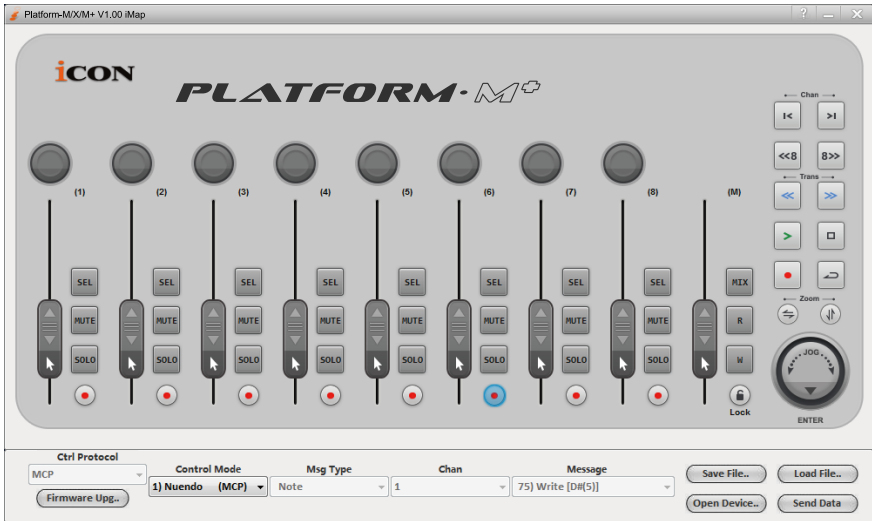 Platform-M/X/M+ V1.00 iMap
? — X
iCON
PLATFORM·M+
Chan
I< >I
<<8 8>>
(1) (2) (3) (4) (5) (6) (7) (8) (M)
Trans
<< >>
>
SEL SEL SEL SEL SEL SEL SEL SEL MIX
Zoom
MUTE MUTE MUTE MUTE MUTE MUTE MUTE MUTE R
SOLO SOLO SOLO SOLO SOLO SOLO SOLO SOLO W
JOG
Lock
ENTER
Ctrl Protocol
MCP
Control Mode Msg Type Chan Message
1) Nuendo (MCP) Note 1 75) Write [D#(5)]
Save File.. Load File..
Firmware Upg..
Open Device.. Send Data